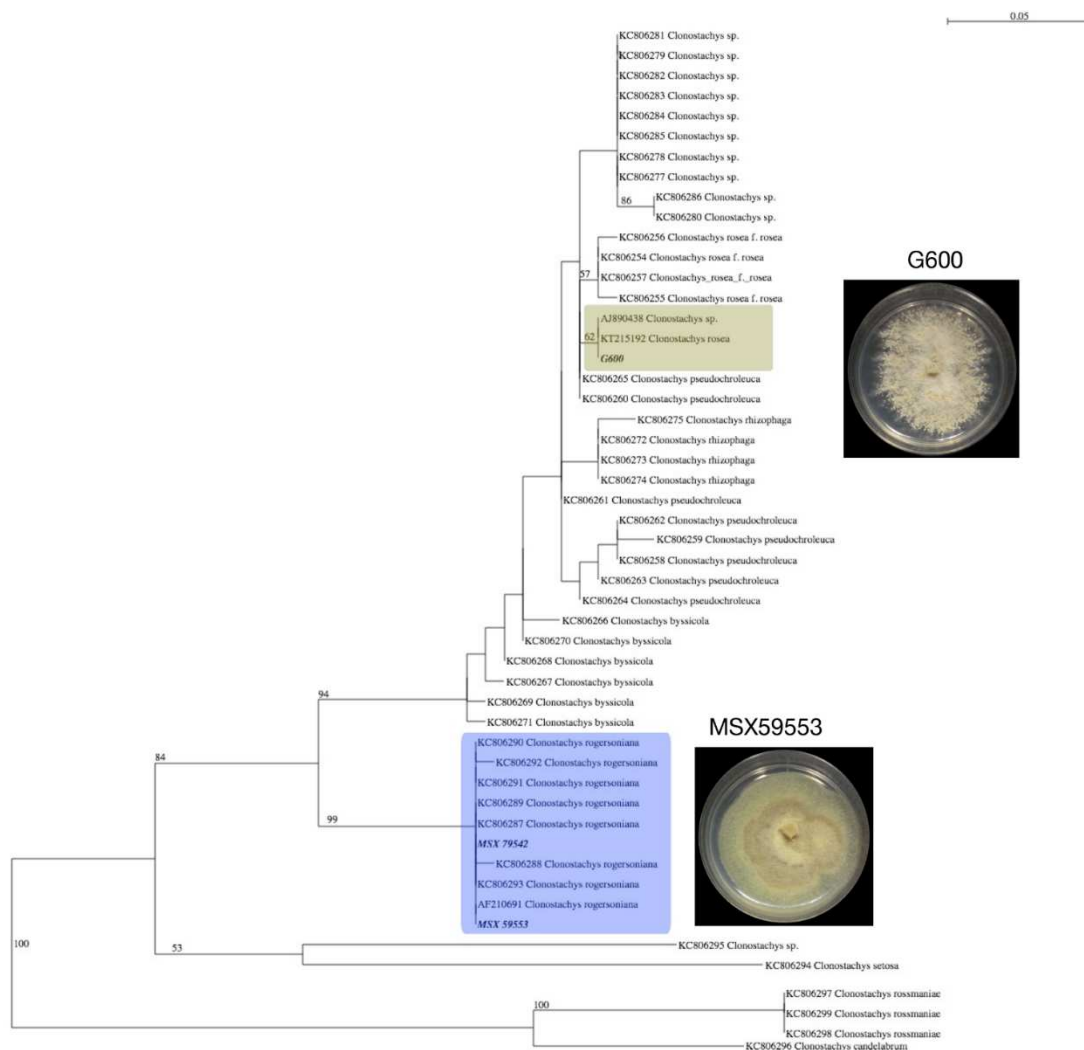 0.05
KC806281 Clonostachys sp.
KC806279 Clonostachys sp.
KC806282 Clonostachys sp.
KC806283 Clonostachys sp.
KC806284 Clonostachys sp.
KC806285 Clonostachys sp.
KC806278 Clonostachys sp.
KC806277 Clonostachys sp.
86
KC806286 Clonostachys sp.
KC806280 Clonostachys sp.
KC806256 Clonostachys rosea f. rosea
KC806254 Clonostachys rosea f. rosea
57
KC806257 Clonostachys_rosea_f._rosea
KC806255 Clonostachys rosea f. rosea
G600
AJ890438 Clonostachys sp.
62
KT215192 Clonostachys rosea
G600
KC806265 Clonostachys pseudochroleuca
KC806260 Clonostachys pseudochroleuca
KC806275 Clonostachys rhizophaga
KC806272 Clonostachys rhizophaga
KC806273 Clonostachys rhizophaga
KC806274 Clonostachys rhizophaga
KC806261 Clonostachys pseudochroleuca
KC806262 Clonostachys pseudochroleuca
KC806259 Clonostachys pseudochroleuca
KC806258 Clonostachys pseudochroleuca
KC806263 Clonostachys pseudochroleuca
KC806264 Clonostachys pseudochroleuca
KC806266 Clonostachys byssicola
KC806270 Clonostachys byssicola
KC806268 Clonostachys byssicola
KC806267 Clonostachys byssicola
94
KC806269 Clonostachys byssicola
KC806271 Clonostachys byssicola
MSX59553
84
KC806290 Clonostachys rogersoniana
KC806292 Clonostachys rogersoniana
KC806291 Clonostachys rogersoniana
KC806289 Clonostachys rogersoniana
99
KC806287 Clonostachys rogersoniana
MSX 79542
KC806288 Clonostachys rogersoniana
KC806293 Clonostachys rogersoniana
AF210691 Clonostachys rogersoniana
MSX 59553
100
53
KC806295 Clonostachys sp.
KC806294 Clonostachys setosa
KC806297 Clonostachys rossmaniae
100
KC806299 Clonostachys rossmaniae
KC806298 Clonostachys rossmaniae
KC806296 Clonostachys candelabrum